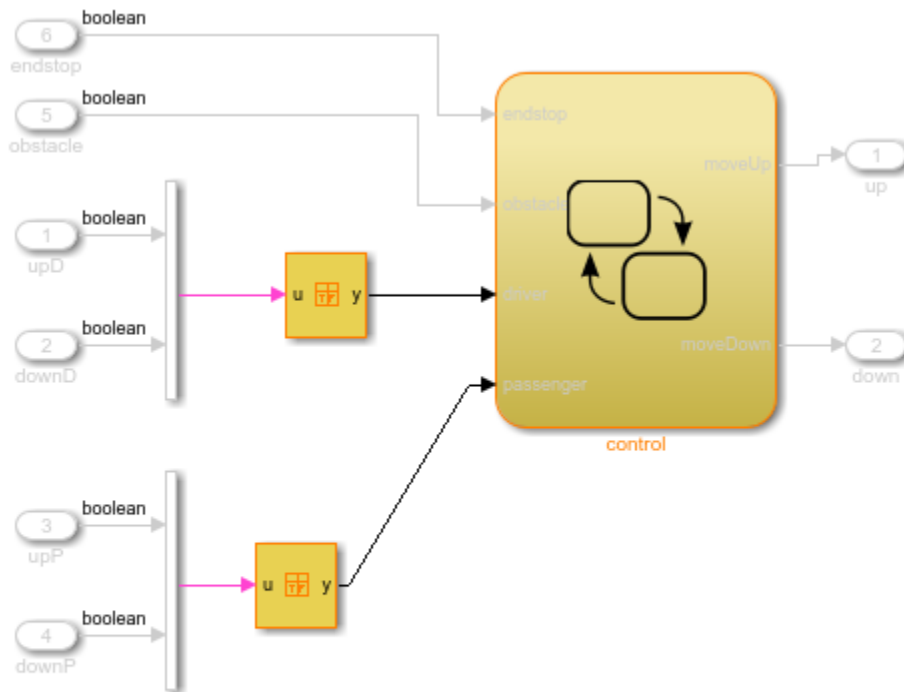 boolean
6
endstop
boolean
5
obstacle
endstop
moveUp
1
up
obstacle
boolean
1
upD
u y
driver
boolean
2
downD
moveDown
2
down
passenger
control
boolean
3
upP
u y
boolean
4
downP